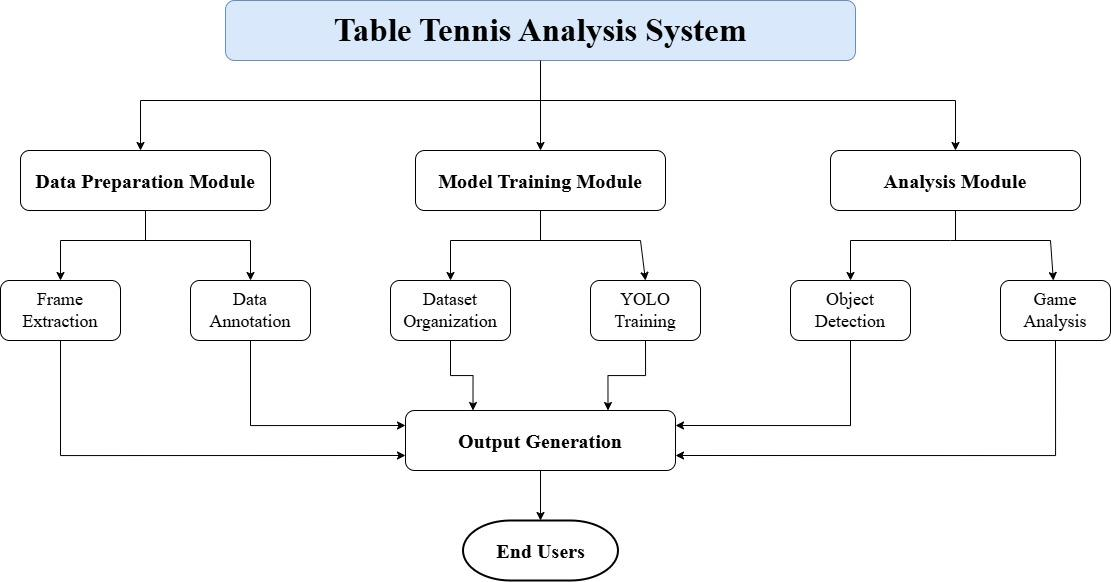 Table Tennis Analysis System
Data Preparation Module
Model Training Module
Analysis Module
Frame
Extraction
Data
Annotation
Dataset
Organization
YOLO
Training
Object
Detection
Game
Analysis
Output Generation
End Users